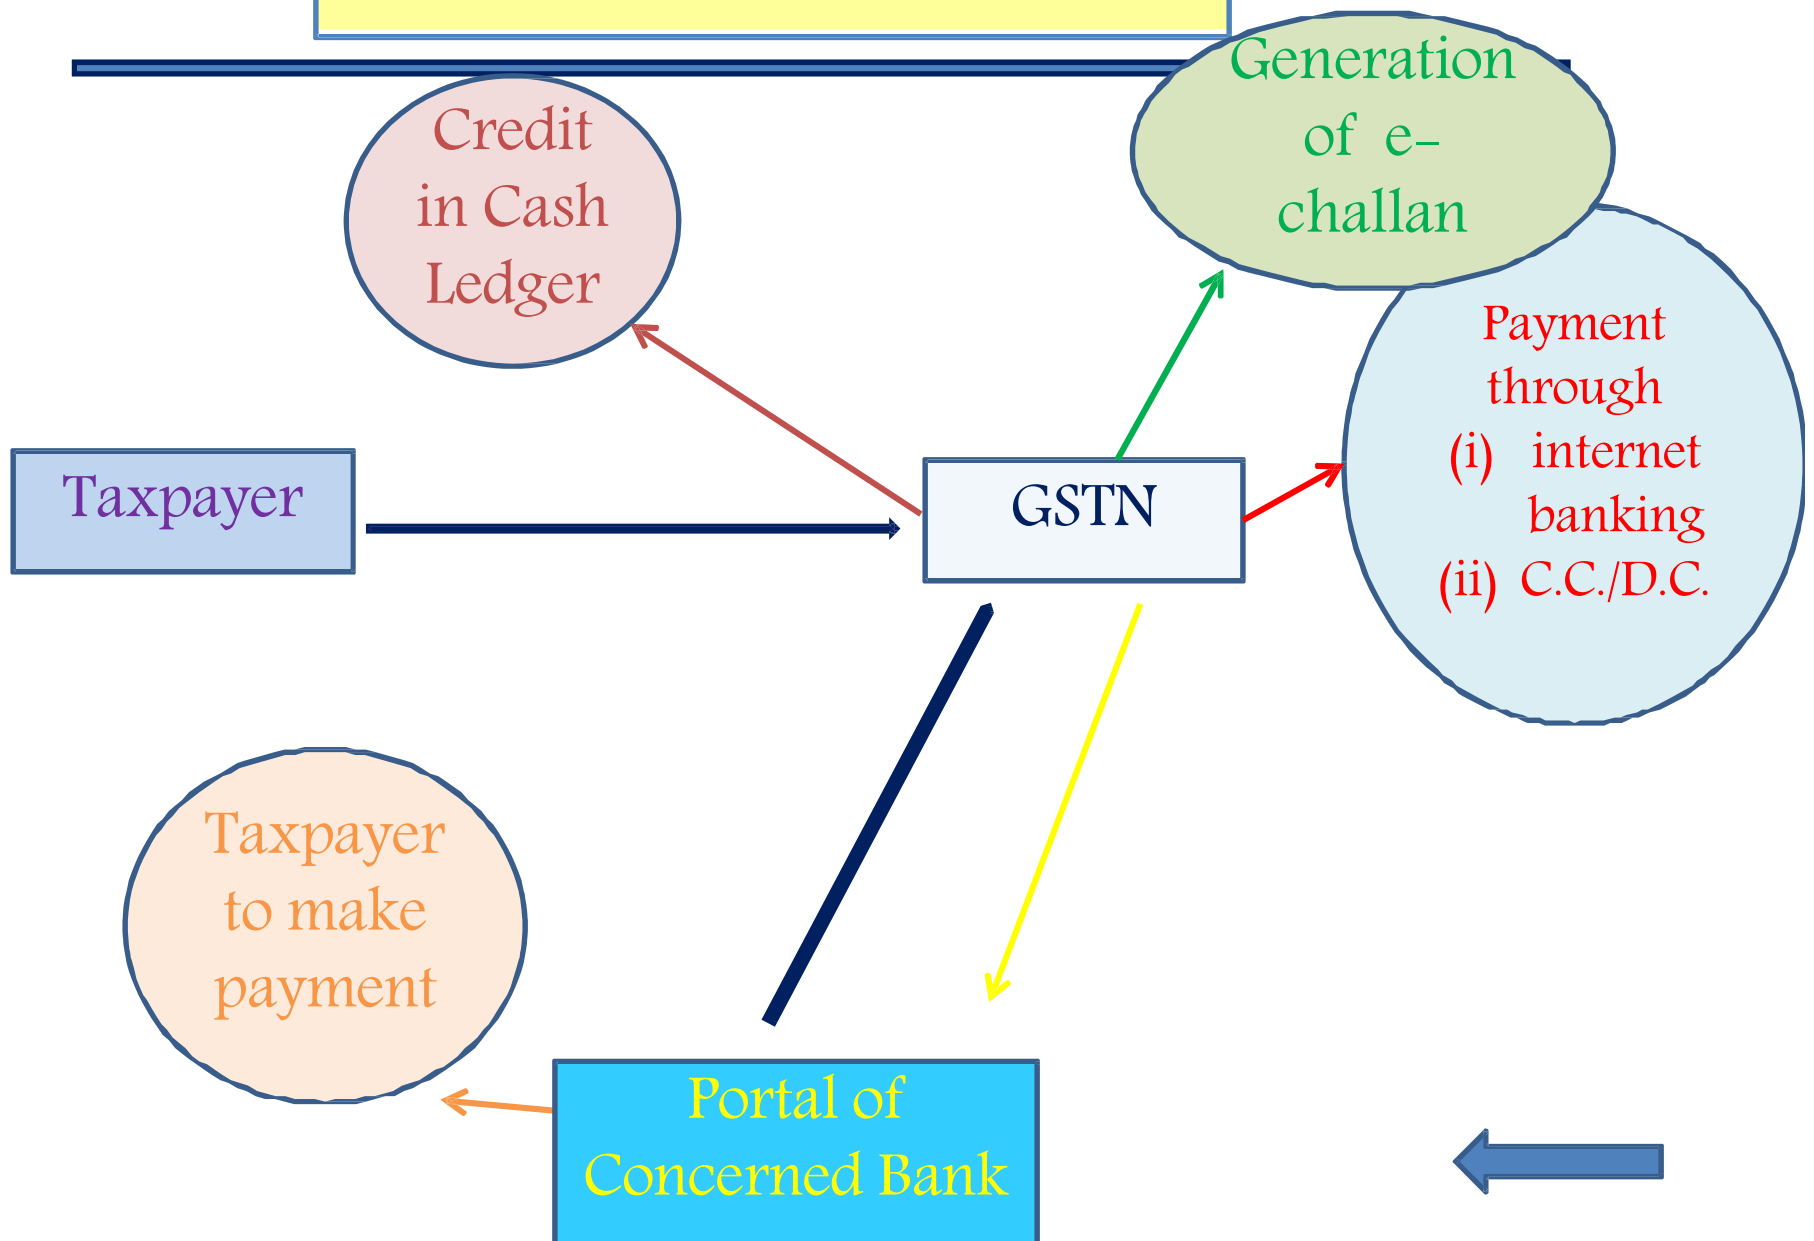 Generation
of e-
challan
Credit
in Cash
Ledger
Payment
through
(i) internet
banking
(ii) C.C./D.C.
Taxpayer
GSTN
Taxpayer
to make
payment
Portal of
Concerned Bank